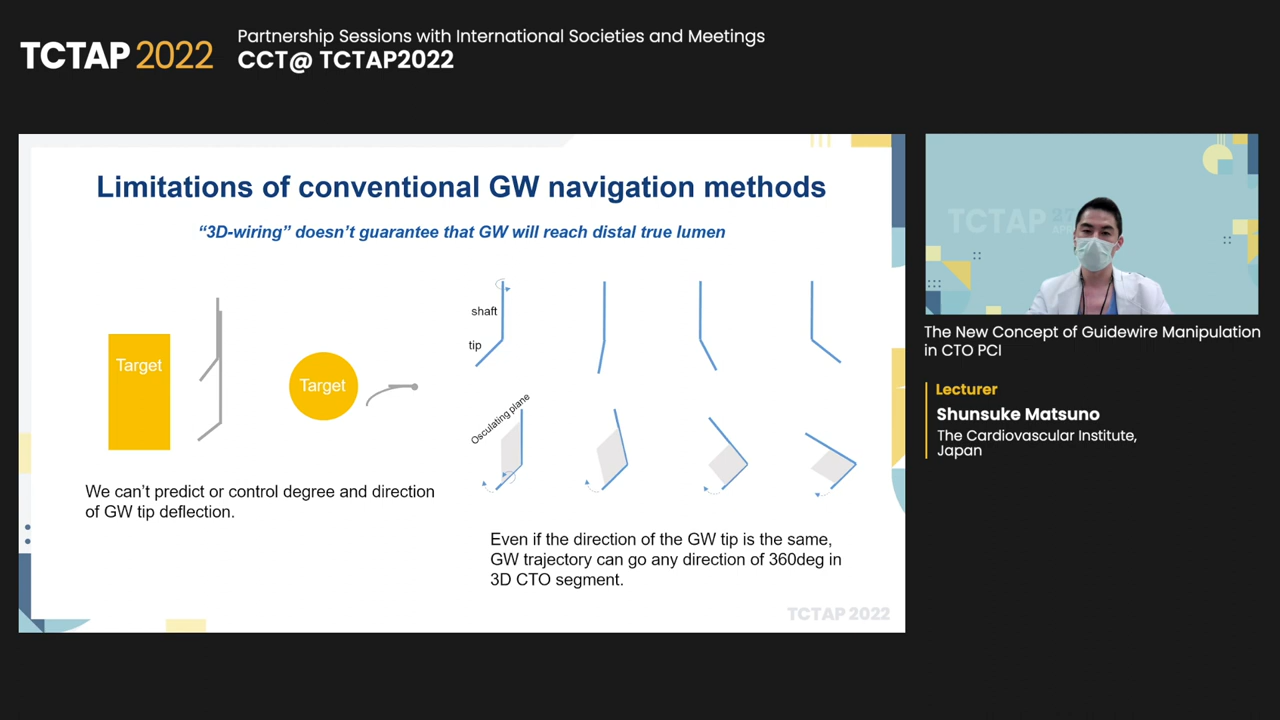 TCTAP 2022
Partnership Sessions with International Societies and Meetings
CCT@ TCTAP2022
Limitations of conventional GW navigation methods
“3D-wiring” doesn’t guarantee that GW will reach distal true lumen
Target
Target
We can’t predict or control degree and direction
of GW tip deflection.
shaft
tip
Osculating plane
Even if the direction of the GW tip is the same,
GW trajectory can go any direction of 360deg in
3D CTO segment.
TCTAP 2022
TCTAP
The New Concept of Guidewire Manipulation
in CTO PCI
Lecturer
Shunsuke Matsuno
The Cardiovascular Institute,
Japan